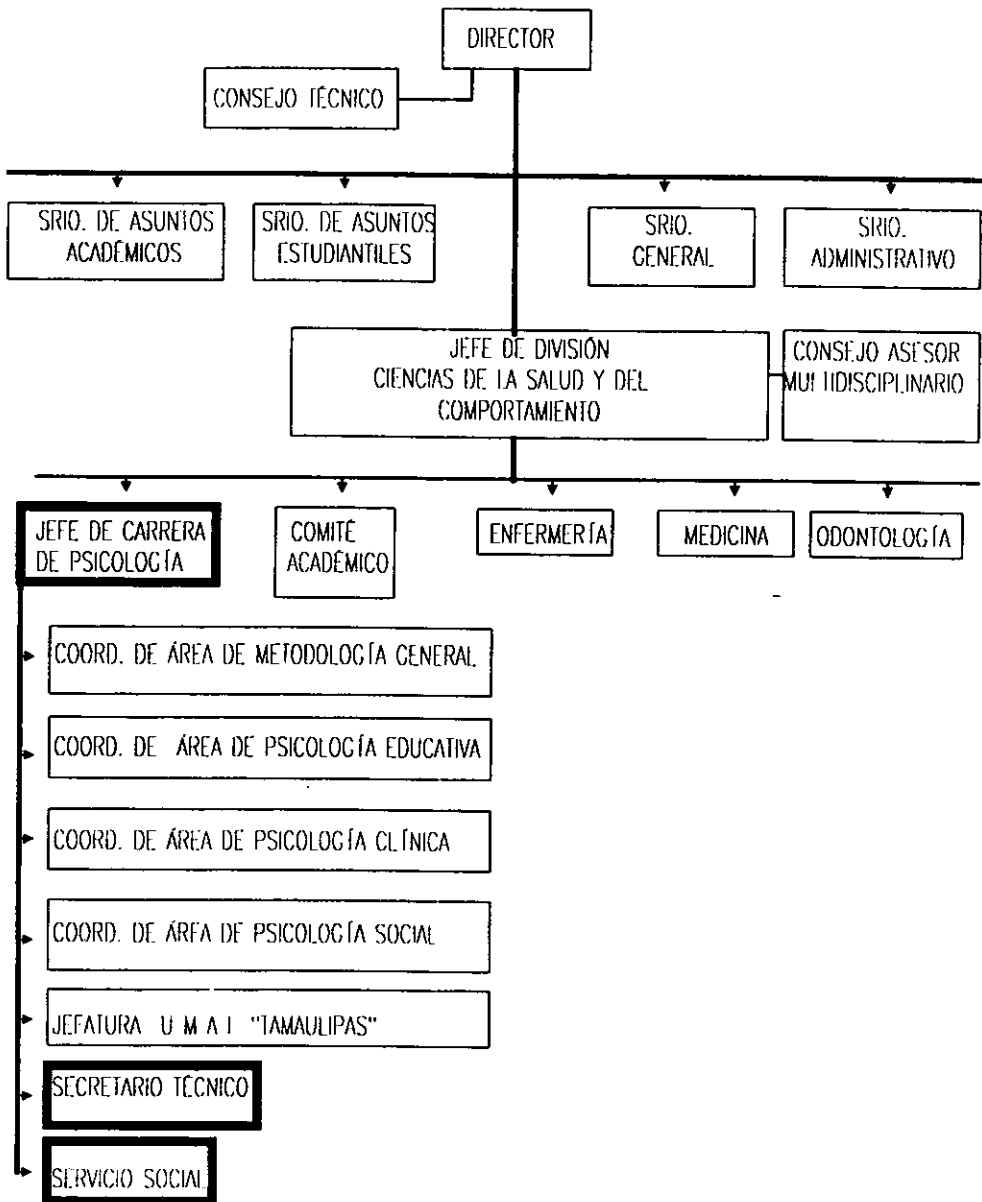 DIRECTOR
CONSEJO TÉCNICO
SRIO. DE ASUNTOS
ACADÉMICOS
SRIO. DE ASUNTOS
ESTUDIANTILES
SRIO.
GENERAL
SRIO.
ADMINISTRATIVO
JEFE DE DIVISIÓN
CIENCIAS DE LA SALUD Y DEL
COMPORTAMIENTO
CONSEJO ASESOR
MULTIDISCIPLINARIO
JEFE DE CARRERA
DE PSICOLOGÍA
COMITÉ
ACADÉMICO
ENFERMERÍA
MEDICINA
ODONTOLOGÍA
COORD. DE ÁREA DE METODOLOGÍA GENERAL
COORD. DE ÁREA DE PSICOLOGÍA EDUCATIVA
COORD. DE ÁREA DE PSICOLOGÍA CLÍNICA
COORD. DE ÁREA DE PSICOLOGÍA SOCIAL
JEFATURA U M A I "TAMAULIPAS"
SECRETARIO TÉCNICO
SERVICIO SOCIAL